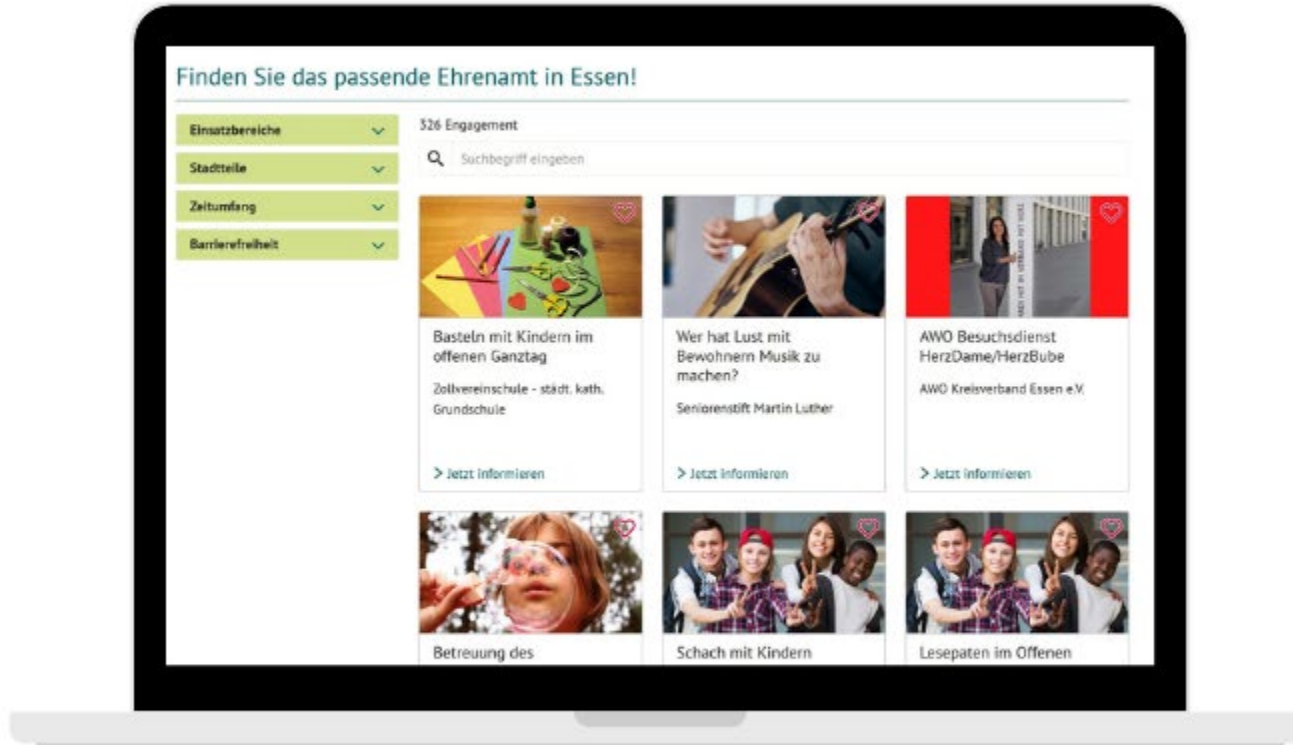 Finden Sie das passende Ehrenamt in Essen!
Einsatzbereiche
Stadtteile
Zeitumfang
Barrierefreiheit
326 Engagement
Suchbegriff eingeben
Basteln mit Kindern im
offenen Ganztag
Zollvereinschule - städt. kath.
Grundschule
> Jetzt informieren
Wer hat Lust mit
Bewohnern Musik zu
machen?
Seniorenstift Martin Luther
> Jetzt informieren
AWO Besuchsdienst
HerzDame/HerzBube
AWO Kreisverband Essen e.V.
> Jetzt informieren
Betreuung des
Schach mit Kindern
Lesepaten im Offenen